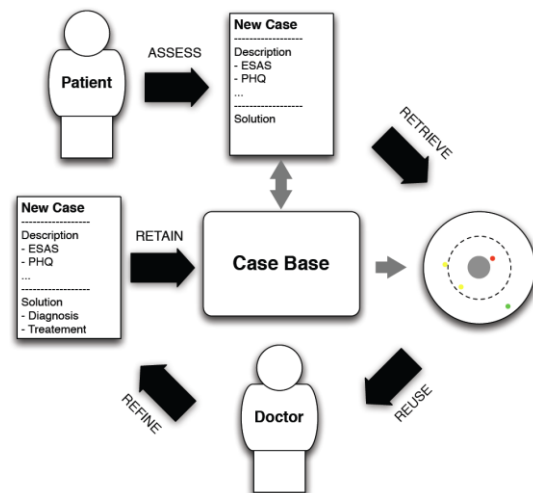 Patient
ASSESS
New Case
-------------------
Description
- ESAS
- PHQ
...
-------------------
Solution
RETRIEVE
New Case
-------------------
Description
- ESAS
- PHQ
...
-------------------
Solution
- Diagnosis
- Treatement
RETAIN
Case Base
REUSE
Doctor
REFINE